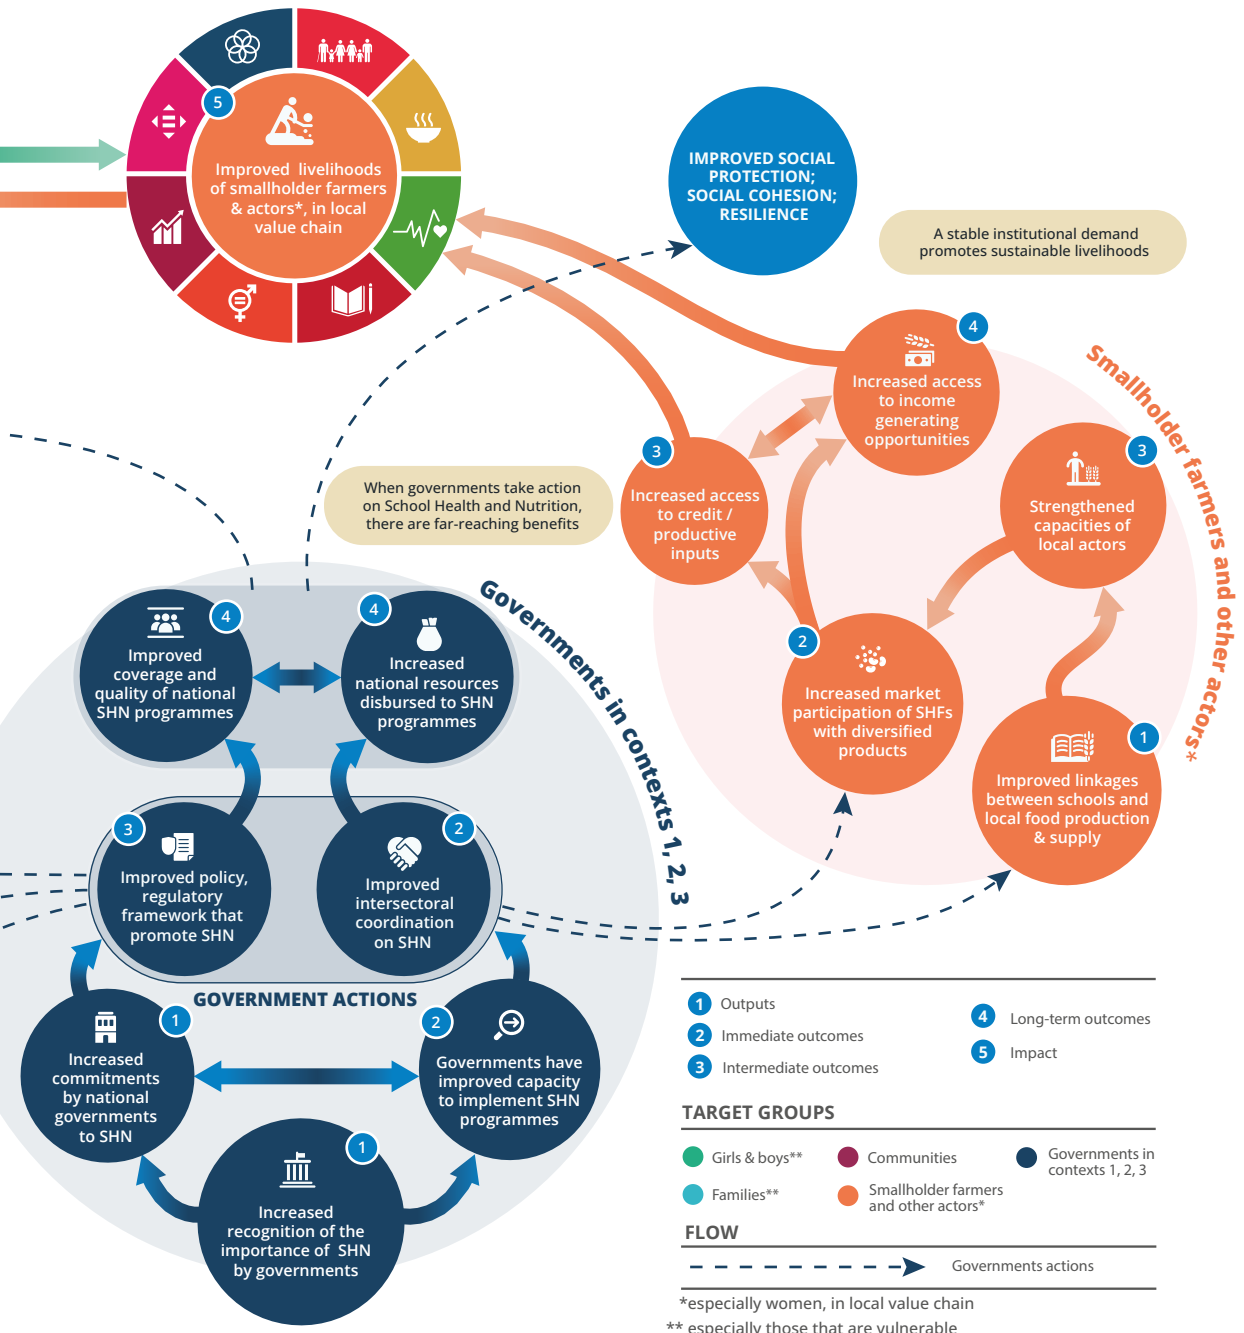 5
Improved livelihoods
of smallholder farmers
& actors*, in local
value chain
IMPROVED SOCIAL
PROTECTION;
SOCIAL COHESION;
RESILIENCE
A stable institutional demand
promotes sustainable livelihoods
Smallholder farmers and other actors*
4
Increased access
to income
generating
opportunities
3
Increased access
to credit /
productive
inputs
3
Strengthened
capacities of
local actors
2
Increased market
participation of SHFs
with diversified
products
1
Improved linkages
between schools and
local food production
& supply
When governments take action
on School Health and Nutrition,
there are far-reaching benefits
Governments in contexts 1, 2, 3
4
Improved
coverage and
quality of national
SHN programmes
4
Increased
national resources
disbursed to SHN
programmes
3
Improved policy,
regulatory
framework that
promote SHN
2
Improved
intersectoral
coordination
on SHN
GOVERNMENT ACTIONS
1
Increased
commitments
by national
governments
to SHN
2
Governments have
improved capacity
to implement SHN
programmes
1
Increased
recognition of the
importance of SHN
by governments
1 Outputs
2 Immediate outcomes
3 Intermediate outcomes
4 Long-term outcomes
5 Impact
TARGET GROUPS
Girls & boys**
Families**
Communities
Smallholder farmers
and other actors*
Governments in
contexts 1, 2, 3
FLOW
Governments actions
*especially women, in local value chain
** especially those that are vulnerable